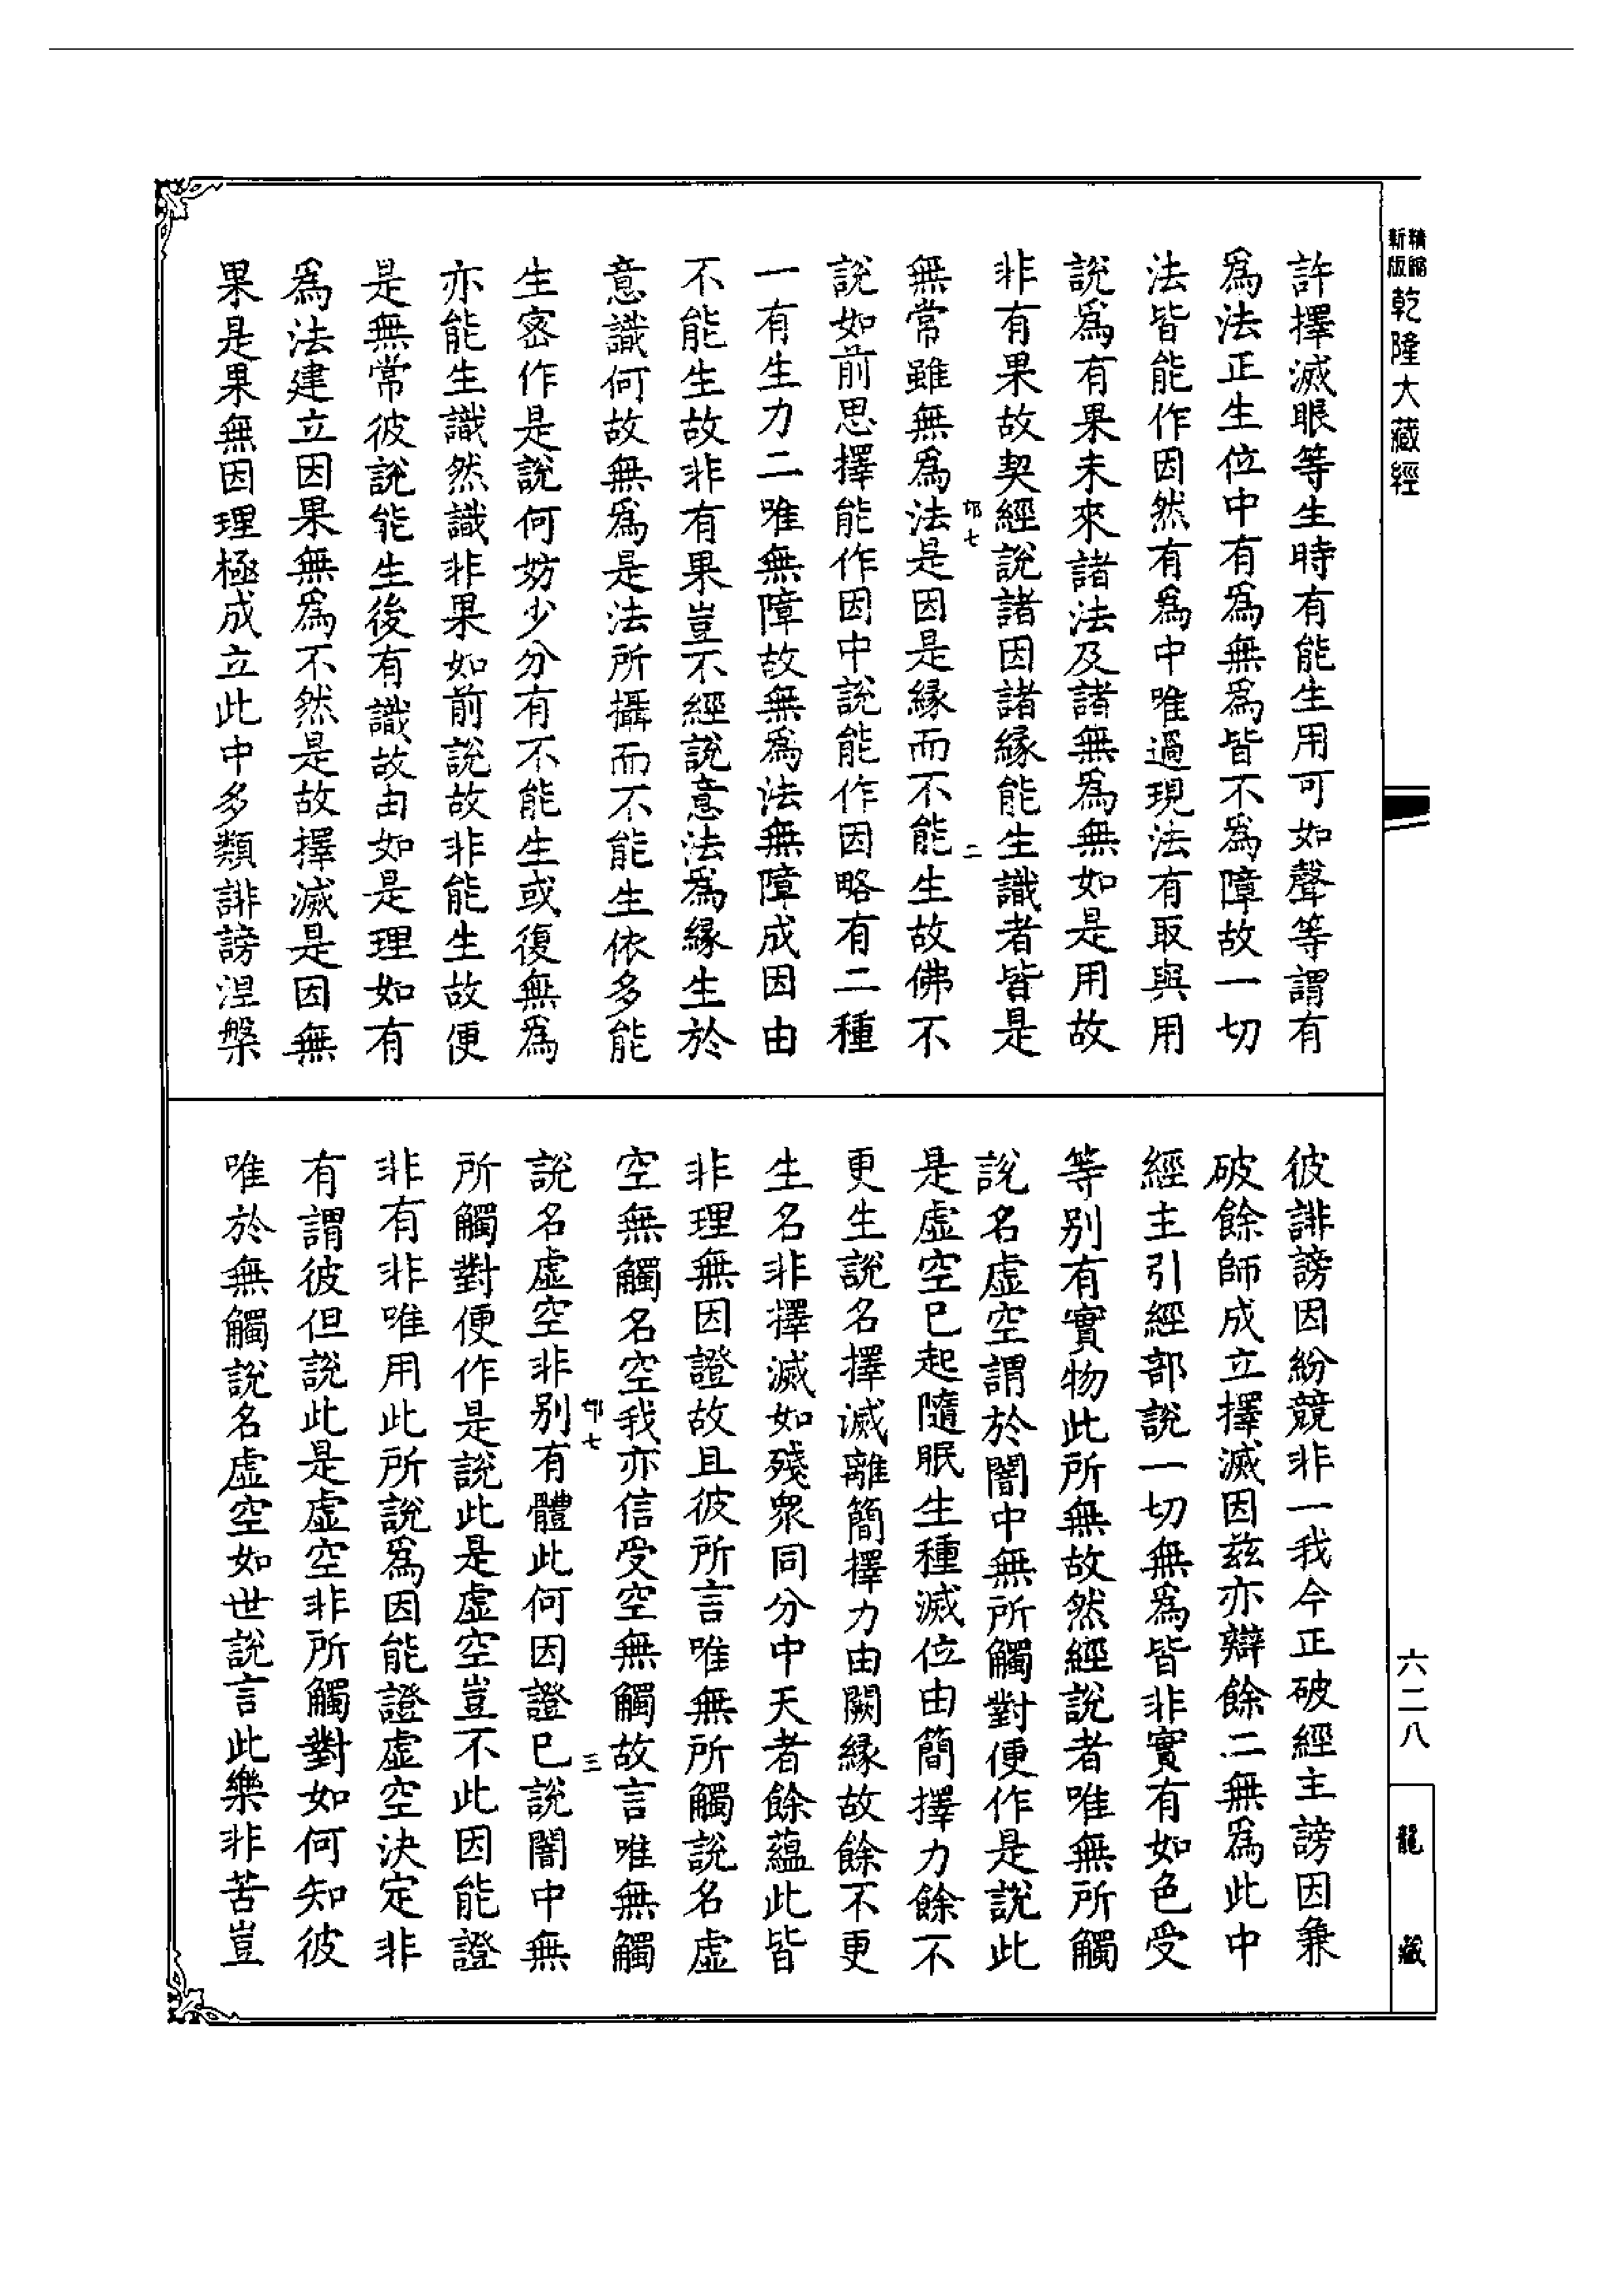 新精
版縮
乾隆大藏經
許擇滅眼等生時有能生用可如聲等謂有
爲法正生位中有爲無爲皆不爲障故一切
法皆能作因然有爲中唯過現法有取與用
說爲有果未來諸法及諸無爲無如是用故
非有果故契經說諸因諸緣能生識者皆是
無常雖無爲法是因是緣而不能生故佛不
說如前思擇能作因中說能作因略有二種
一有生力二唯無障故無爲法無障成因由
不能生故非有果豈不經說意法爲緣生於
意識何故無爲是法所攝而不能生依多能
生密作是說何妨少分有不能生或復無爲
亦能生識然識非果如前說故非能生故便
是無常彼說能生後有識故由如是理如有
爲法建立因果無爲不然是故擇滅是因無
果是果無因理極成立此中多類誹謗涅槃
七
二
彼誹謗因紛競非一我今正破經主謗因兼
破餘師成立擇滅因茲亦辯餘二無爲此中
經主引經部說一切無爲皆非實有如色受
等別有實物此所無故然經說者唯無所觸
說名虛空謂於闇中無所觸對便作是說此
是虛空已起隨眠生種滅位由簡擇力餘不
更生說名擇滅離簡擇力由闕緣故餘不更
生名非擇滅如殘衆同分中夭者餘蘊此皆
非理無因證故且彼所言唯無所觸說名虛
空無觸名空我亦信受空無觸故言唯無觸
說名虛空非別有體此何因證已說闇中無
所觸對便作是說此是虛空豈不此因能證
非有非唯用此所說爲因能證虛空決定非
有謂彼但說此是虛空非所觸對如何知彼
唯於無觸說名虛空如世說言此樂非苦豈
七
三
六二八
龍藏